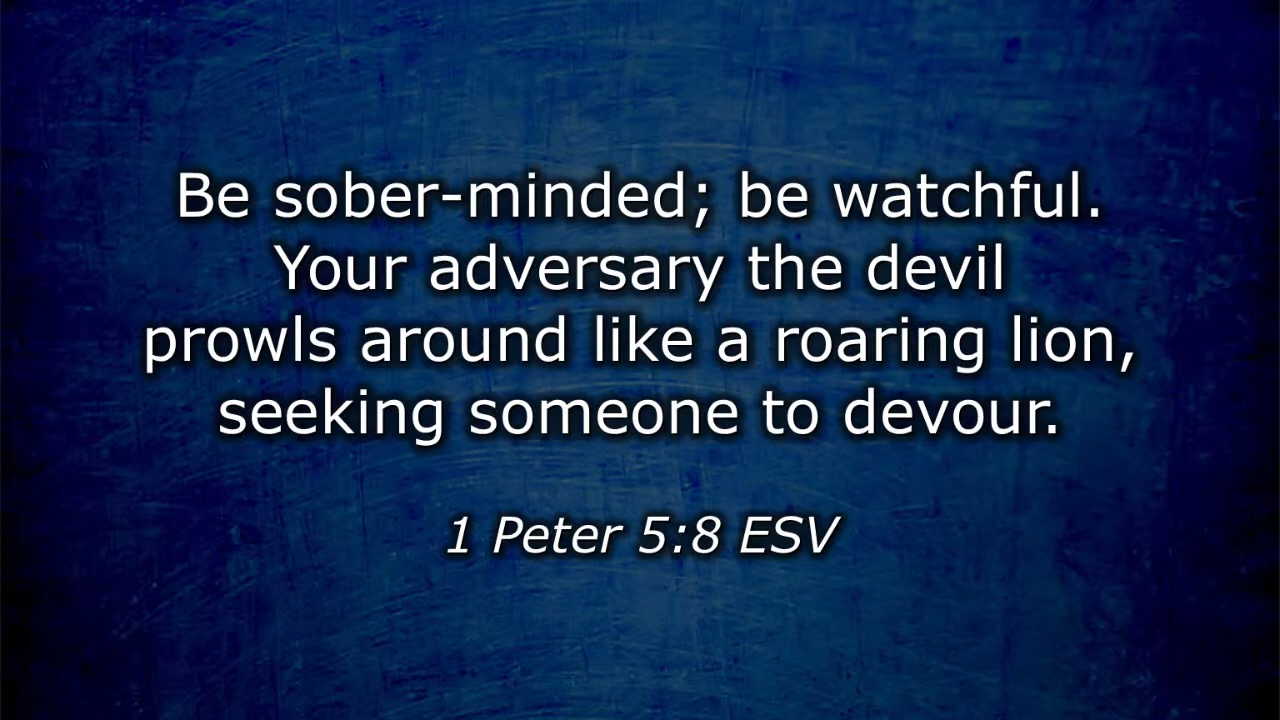 Be sober-minded; be watchful.
Your adversary the devil
prowls around like a roaring lion,
seeking someone to devour.
1 Peter 5:8 ESV